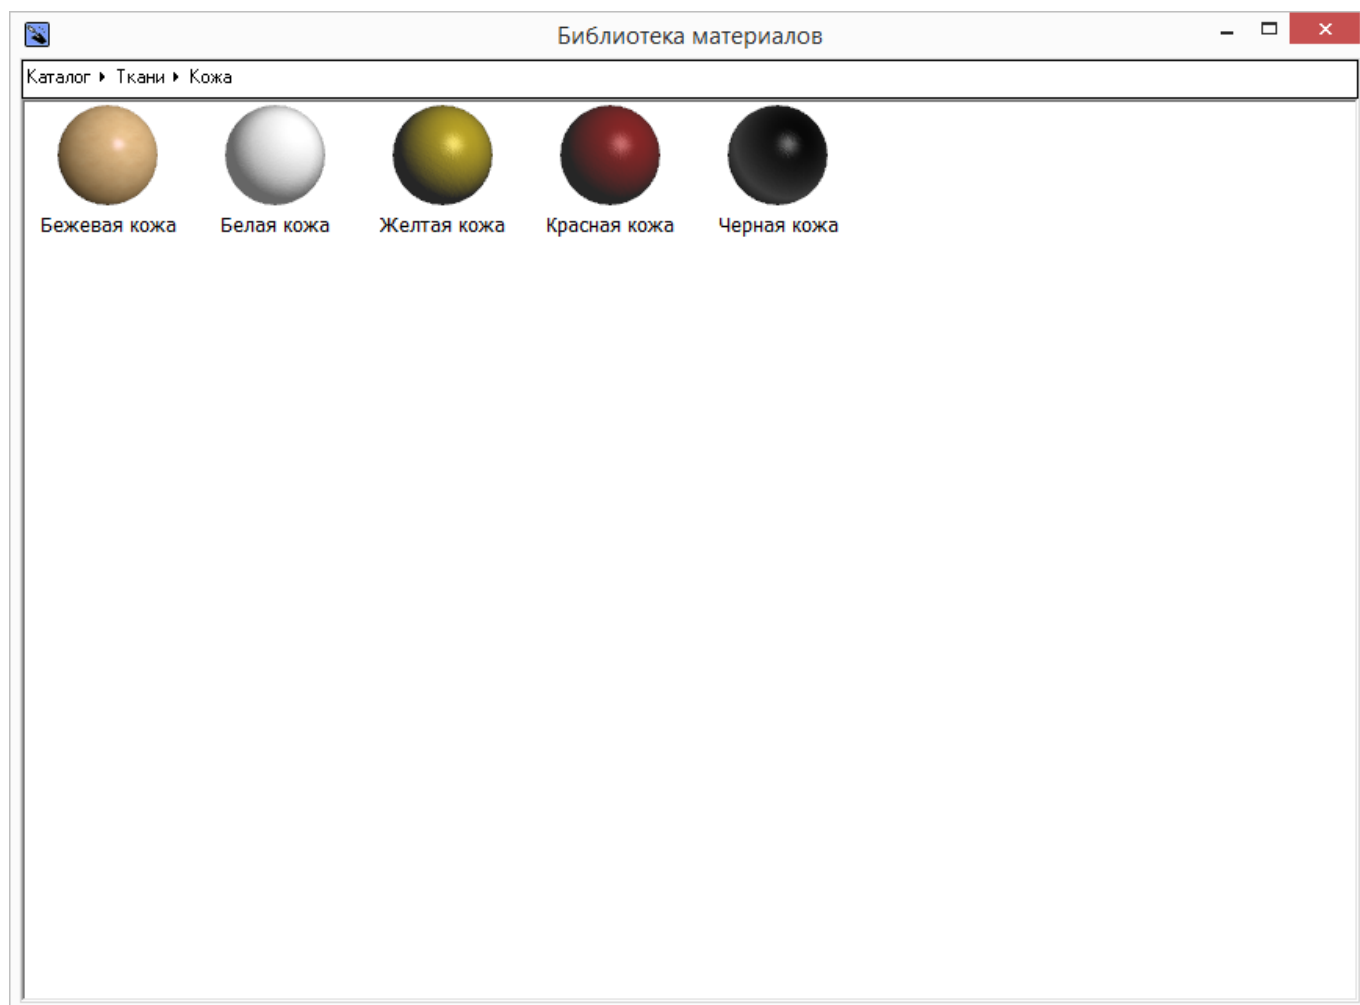 Библиотека материалов
Каталог ▸ Ткани ▸ Кожа
Бежевая кожа Белая кожа Желтая кожа Красная кожа Черная кожа